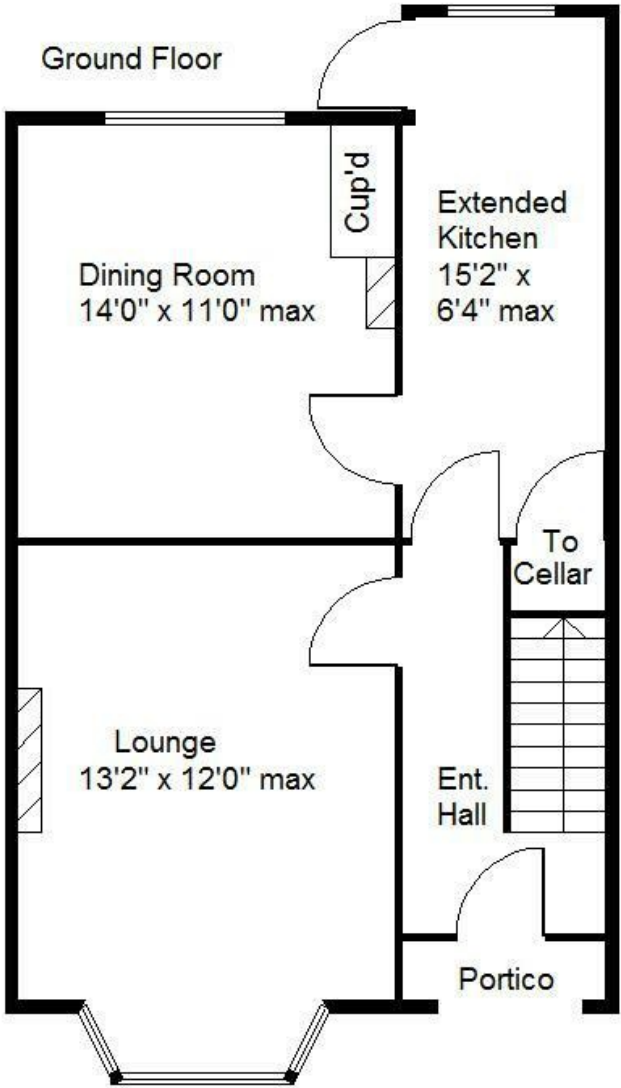 Ground Floor
Cup'd
Extended
Kitchen
15'2" x
6'4" max
Dining Room
14'0" x 11'0" max
To
Cellar
Lounge
13'2" x 12'0" max
Ent.
Hall
Portico